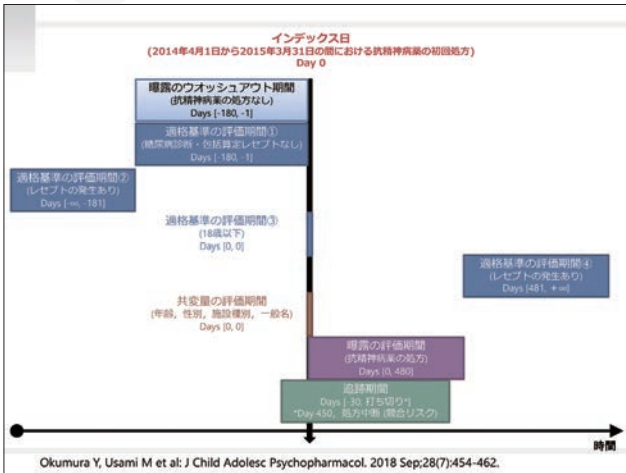 インデックス日
(2014年4月1日から2015年3月31日の間における抗精神病薬の初回処方)
Day 0
曝露のウオッシュアウト期間
(抗精神病薬の処方なし)
Days [-180, -1]
適格基準の評価期間①
(糖尿病診断・包括算定レセプトなし)
Days [-180, -1]
適格基準の評価期間②
(レセプトの発生あり)
Days [-∞, -181]
適格基準の評価期間③
(18歳以下)
Days [0, 0]
適格基準の評価期間④
(レセプトの発生あり)
Days [481, +∞]
共変量の評価期間
(年齢, 性別, 施設種別, 一般名)
Days [0, 0]
曝露の評価期間
(抗精神病薬の処方)
Days [0, 480]
追跡期間
Days [-30, 打ち切り*]
*Day 450, 処方中断 (競合リスク)
時間
Okumura Y, Usami M et al: J Child Adolesc Psychopharmacol. 2018 Sep;28(7):454-462.